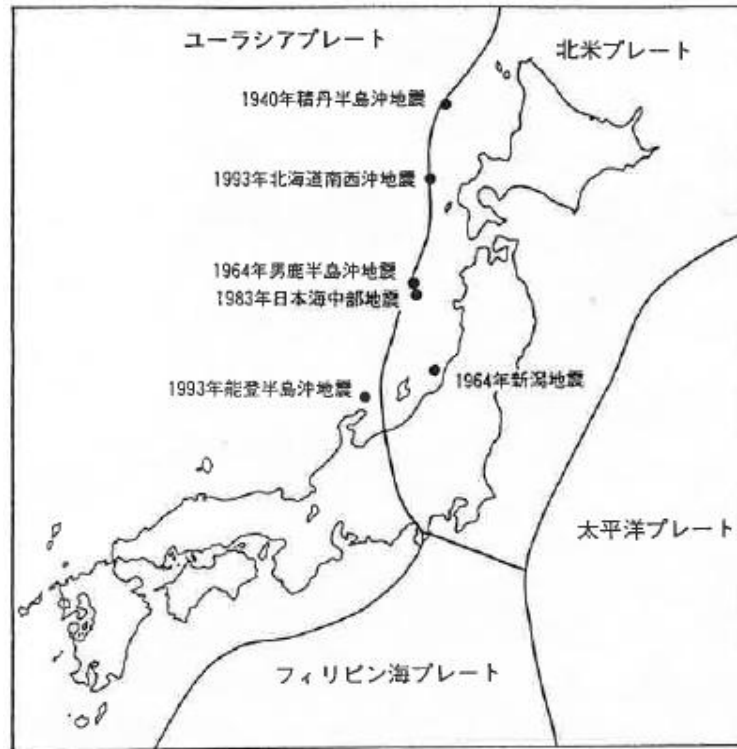 ユーラシアプレート
北米プレート
1940年積丹半島沖地震
1993年北海道南西沖地震
1964年男鹿半島沖地震
1983年日本海中部地震
1993年能登半島沖地震
1964年新潟地震
太平洋プレート
フィリピン海プレート